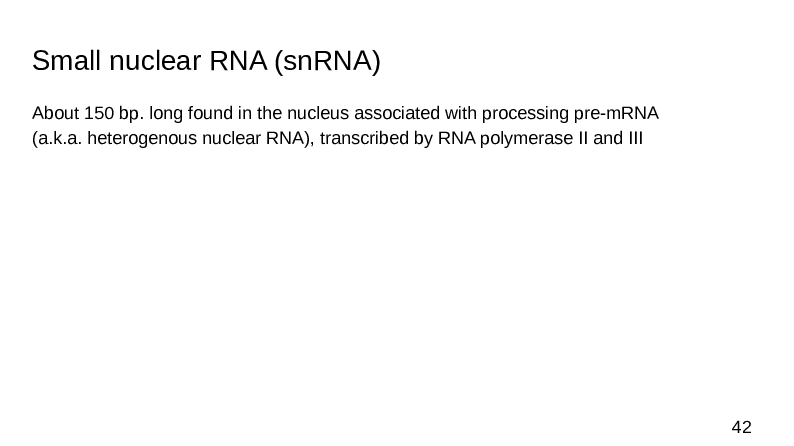 Small nuclear RNA (snRNA)
About 150 bp. long found in the nucleus associated with processing pre-mRNA
(a.k.a. heterogenous nuclear RNA), transcribed by RNA polymerase II and III
42